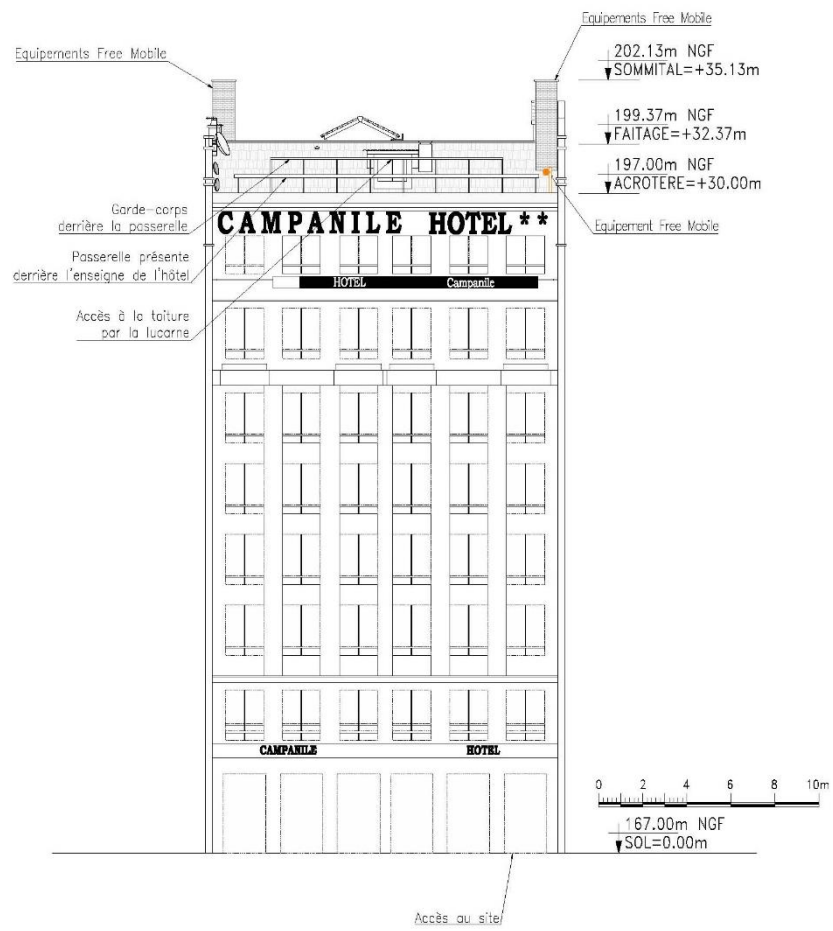 Equipements Free Mobile
Equipements Free Mobile
202.13m NGF
SOMMITAL=+35.13m
199.37m NGF
FAITAGE=+32.37m
197.00m NGF
ACROTERE=+30.00m
Equipement Free Mobile
Garde-corps
derrière la passerelle
Passerelle présente
derrière l'enseigne de l'hôtel
Accès à la toiture
par la lucarne
CAMPANILE HOTEL**
HOTEL Campanile
CAMPANILE HOTEL
0 2 4 6 8 10m
167.00m NGF
SOL=0.00m
Accès au site